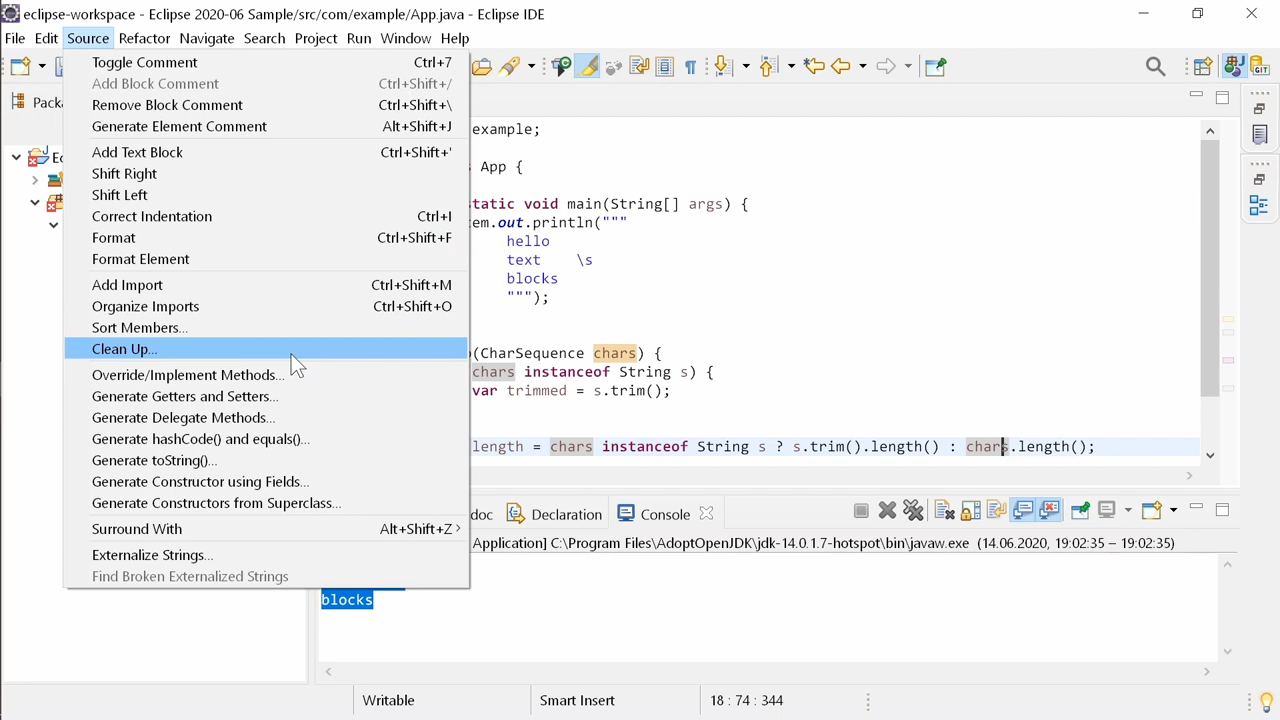 eclipse-workspace - Eclipse 2020-06 Sample/src/com/example/App.java - Eclipse IDE
File Edit Source Refactor Navigate Search Project Run Window Help
Toggle Comment Ctrl+7
Add Block Comment Ctrl+Shift+/
Remove Block Comment Ctrl+Shift+\
Generate Element Comment Alt+Shift+J
Add Text Block Ctrl+Shift+'
Shift Right
Shift Left
Correct Indentation Ctrl+I
Format Ctrl+Shift+F
Format Element
Add Import Ctrl+Shift+M
Organize Imports Ctrl+Shift+O
Sort Members...
Clean Up...
Override/Implement Methods...
Generate Getters and Setters...
Generate Delegate Methods...
Generate hashCode() and equals()...
Generate toString()...
Generate Constructor using Fields...
Generate Constructors from Superclass...
Surround With Alt+Shift+Z
Externalize Strings...
Find Broken Externalized Strings
Packa
Ec
GIT
example;
s App {
static void main(String[] args) {
tem.out.println("""
hello
text \s
blocks
""");
(CharSequence chars) {
chars instanceof String s) {
var trimmed = s.trim();
length = chars instanceof String s ? s.trim().length() : chars.length();
doc Declaration Console
Application] C:\Program Files\AdoptOpenJDK\jdk-14.0.1.7-hotspot\bin\javaw.exe (14.06.2020, 19:02:35 – 19:02:35)
blocks
Writable Smart Insert 18 : 74 : 344